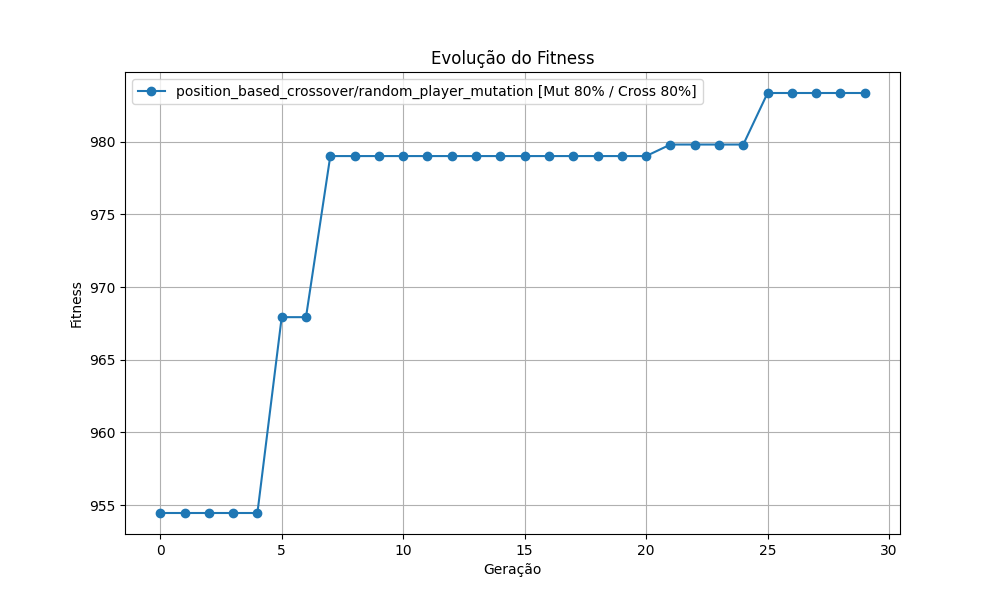 Evolução do Fitness
position_based_crossover/random_player_mutation [Mut 80% / Cross 80%]
Fitness
980
975
970
965
960
955
0 5 10 15 20 25 30
Geração